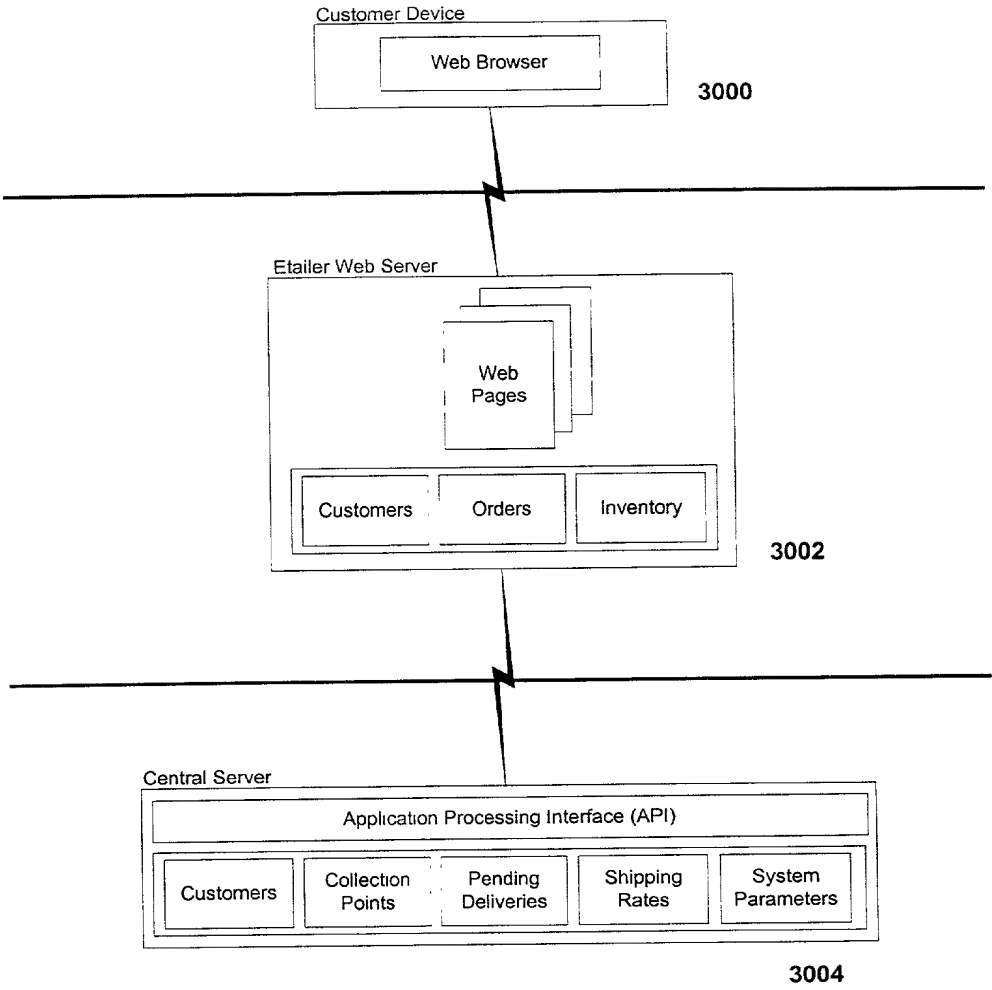 Customer Device
Web Browser
3000
Etailer Web Server
Web
Pages
Customers
Orders
Inventory
3002
Central Server
Application Processing Interface (API)
Customers
Collection
Points
Pending
Deliveries
Shipping
Rates
System
Parameters
3004